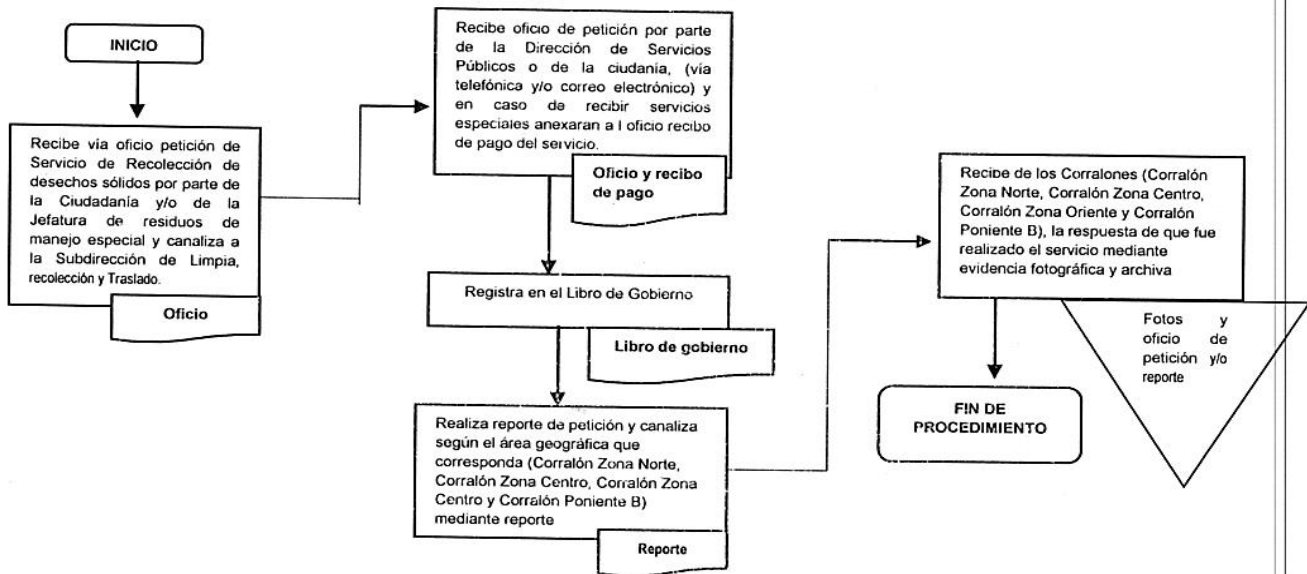 INICIO
Recibe vía oficio petición de
Servicio de Recolección de
desechos sólidos por parte de
la Ciudadanía y/o de la
Jefatura de residuos de
manejo especial y canaliza a
la Subdirección de Limpia,
recolección y Traslado.
Oficio
Recibe oficio de petición por parte
de la Dirección de Servicios
Públicos o de la ciudanía, (vía
telefónica y/o correo electrónico) y
en caso de recibir servicios
especiales anexaran a l oficio recibo
de pago del servicio.
Oficio y recibo
de pago
Registra en el Libro de Gobierno
Libro de gobierno
Realiza reporte de petición y canaliza
según el área geográfica que
corresponda (Corralón Zona Norte,
Corralón Zona Centro, Corralón Zona
Centro y Corralón Poniente B)
mediante reporte
Reporte
Recibe de los Corralones (Corralón
Zona Norte, Corralón Zona Centro,
Corralón Zona Oriente y Corralón
Poniente B), la respuesta de que fue
realizado el servicio mediante
evidencia fotográfica y archiva
Fotos y
oficio de
petición y/o
reporte
FIN DE
PROCEDIMIENTO